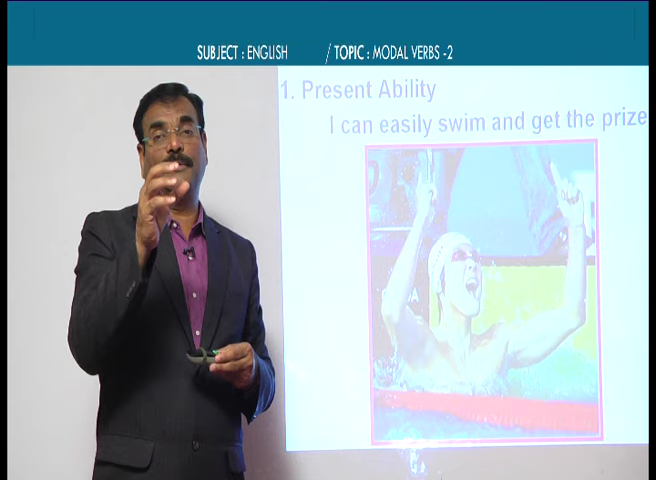 SUBJECT : ENGLISH / TOPIC : MODAL VERBS -2
1. Present Ability
I can easily swim and get the prize